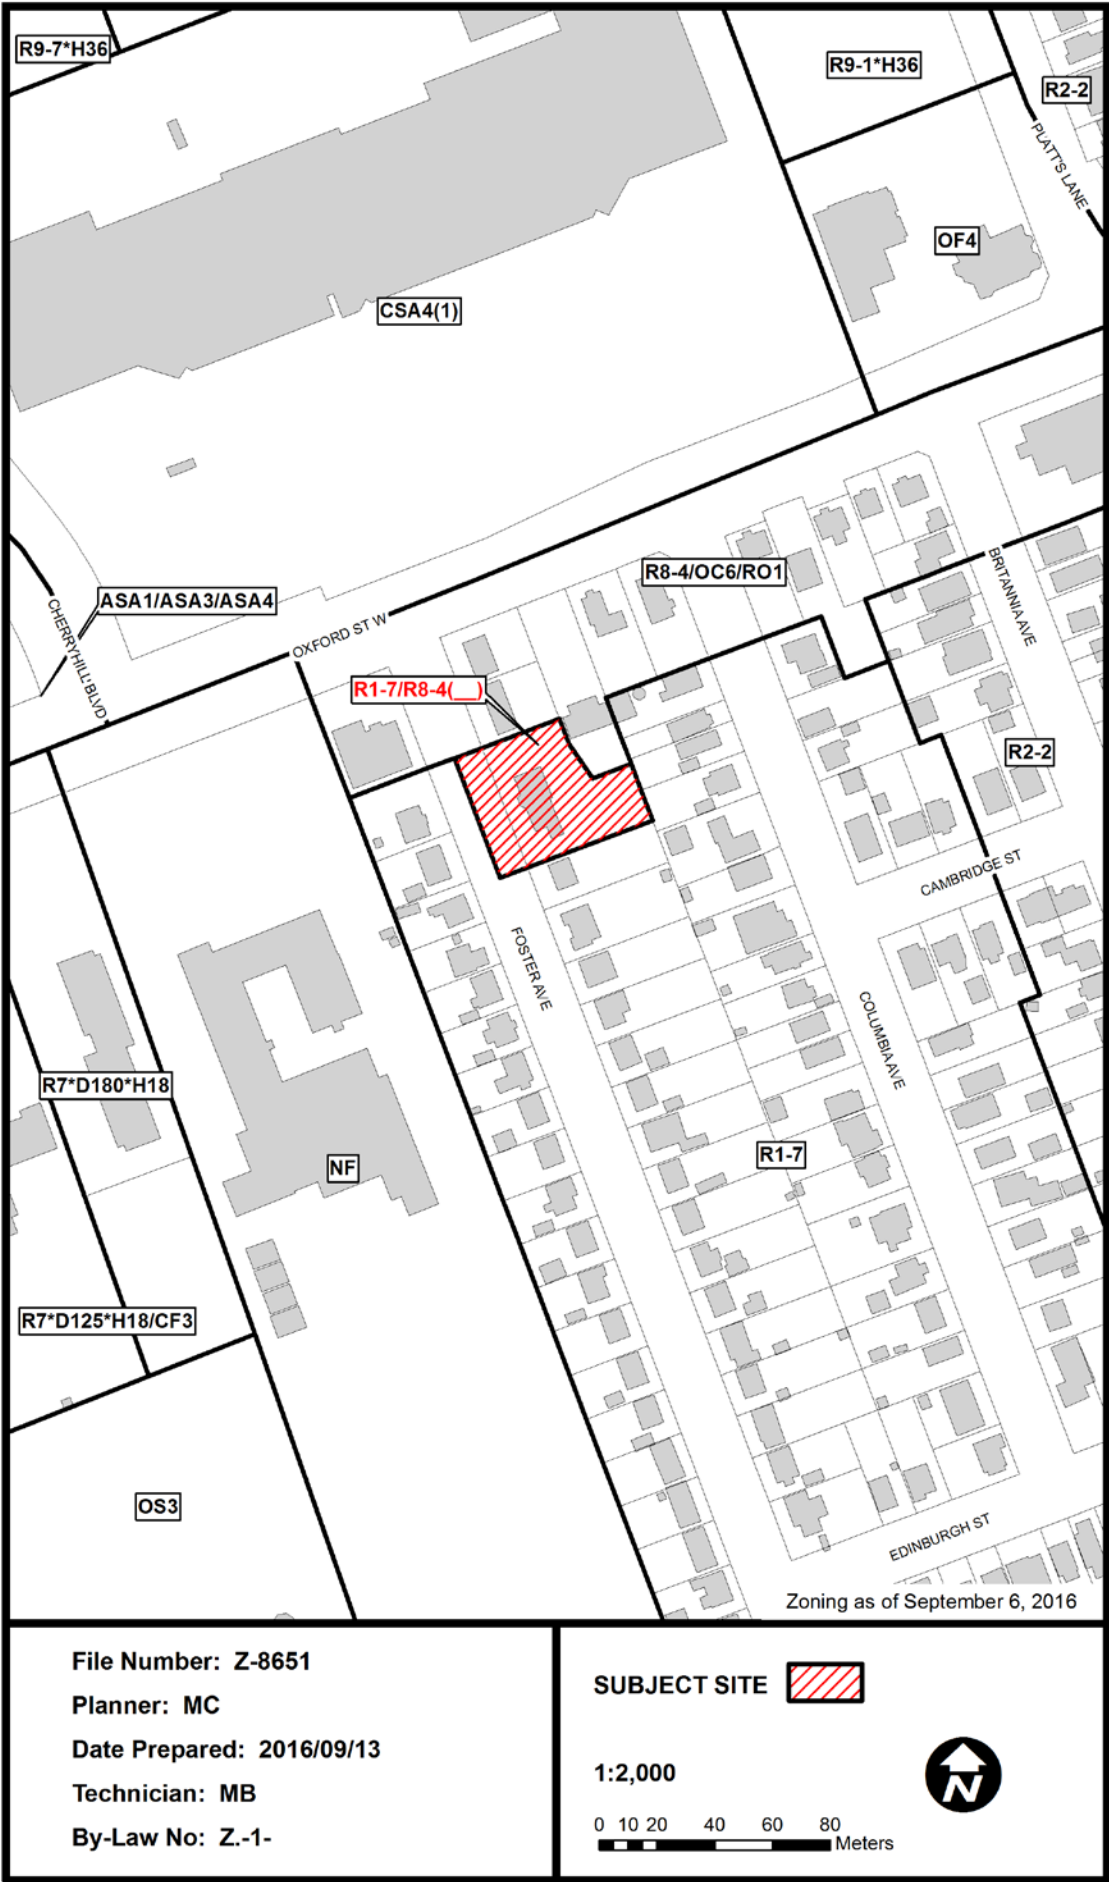 R9-7*H36
R9-1*H36
R2-2
PLATT'S LANE
OF4
CSA4(1)
R8-4/OC6/RO1
BRITANNIA AVE
ASA1/ASA3/ASA4
CHERRYHILL BLVD
OXFORD ST W
R1-7/R8-4(__)
R2-2
CAMBRIDGE ST
FOSTER AVE
COLUMBIA AVE
R7*D180*H18
NF
R1-7
R7*D125*H18/CF3
OS3
EDINBURGH ST
Zoning as of September 6, 2016
File Number: Z-8651
Planner: MC
Date Prepared: 2016/09/13
Technician: MB
By-Law No: Z.-1-
SUBJECT SITE
1:2,000
N
0 10 20 40 60 80
Meters